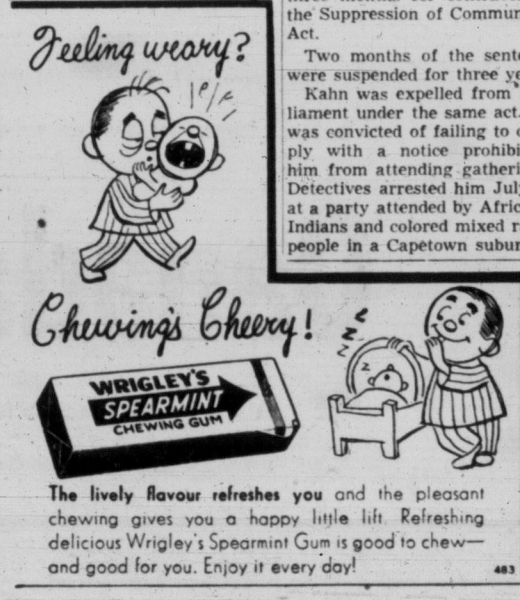 Feeling weary?
the Suppression of Commun
Act.
Two months of the sente
were suspended for three ye
Kahn was expelled from
liament under the same act.
was convicted of failing to c
ply with a notice prohibi
him from attending gatheri
Detectives arrested him Jul
at a party attended by Afric
Indians and colored mixed r
people in a Capetown subur
Chewing's Cheery!
z z z z
WRIGLEY'S
SPEARMINT
CHEWING GUM
The lively flavour refreshes you and the pleasant
chewing gives you a happy little lift. Refreshing
delicious Wrigley's Spearmint Gum is good to chew—
and good for you. Enjoy it every day!
483